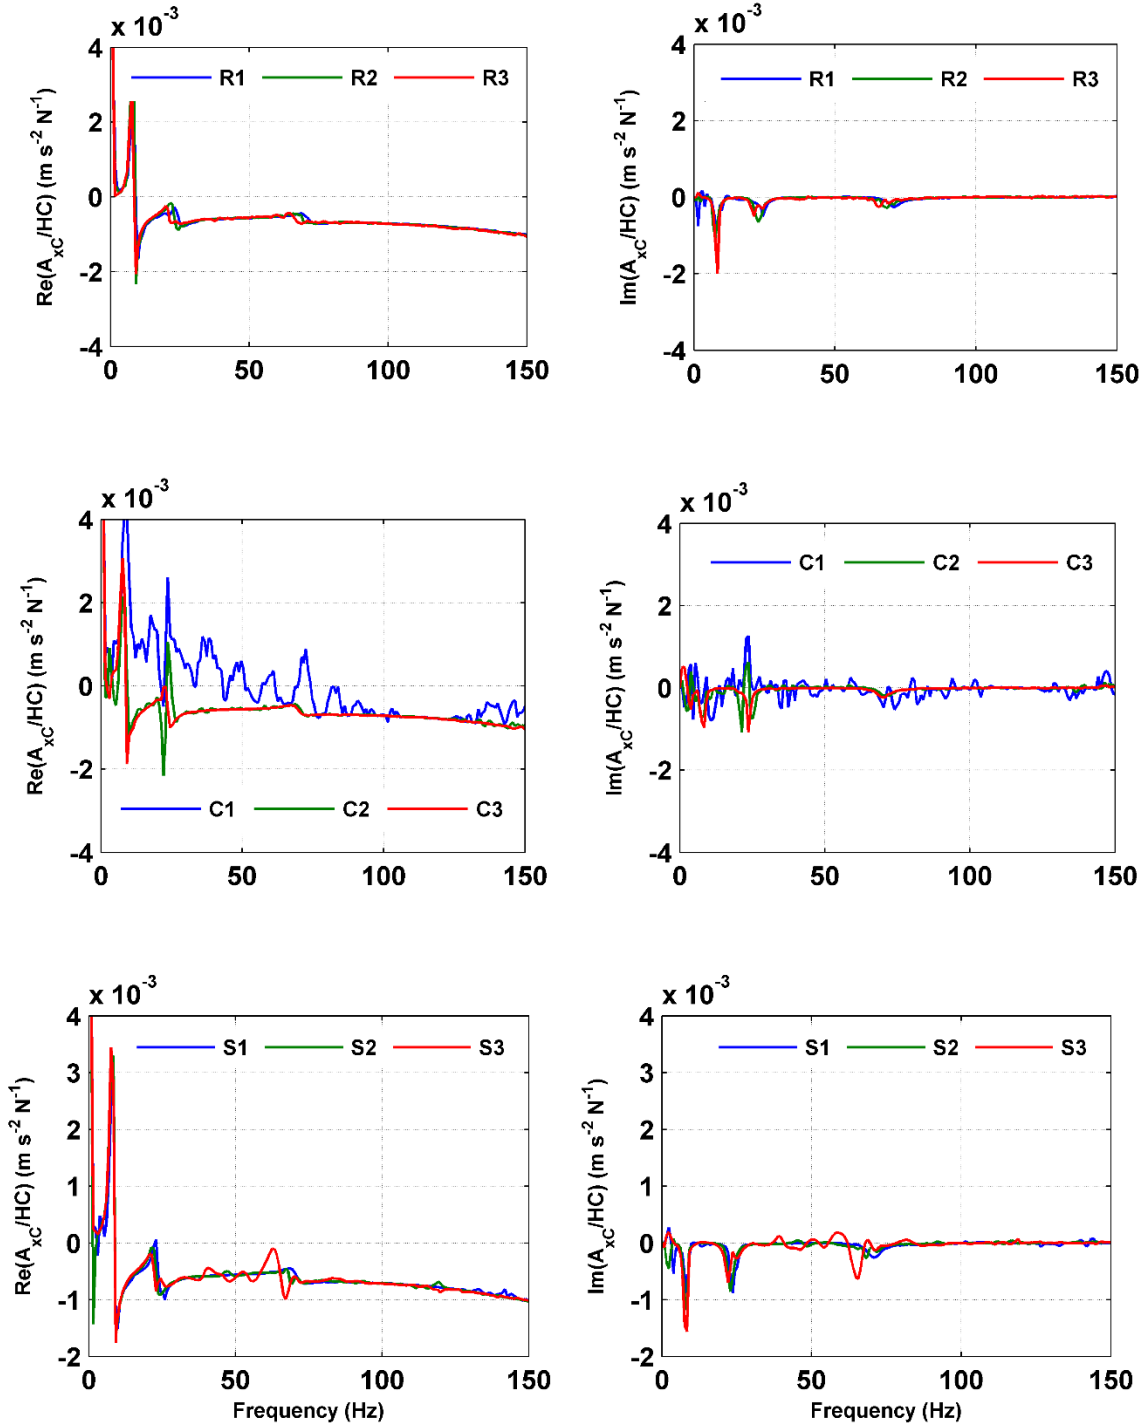 x 10-3
4
2
0
-2
-4
Re(AxC/HC) (m s-2 N-1)
R1 R2 R3
0 50 100 150
x 10-3
4
2
0
-2
-4
Im(AxC/HC) (m s-2 N-1)
R1 R2 R3
0 50 100 150
x 10-3
4
2
0
-2
-4
Re(AxC/HC) (m s-2 N-1)
C1 C2 C3
0 50 100 150
x 10-3
4
2
0
-2
-4
Im(AxC/HC) (m s-2 N-1)
C1 C2 C3
0 50 100 150
x 10-3
4
3
2
1
0
-1
-2
Re(AxC/HC) (m s-2 N-1)
S1 S2 S3
0 50 100 150
Frequency (Hz)
x 10-3
4
3
2
1
0
-1
-2
Im(AxC/HC) (m s-2 N-1)
S1 S2 S3
0 50 100 150
Frequency (Hz)